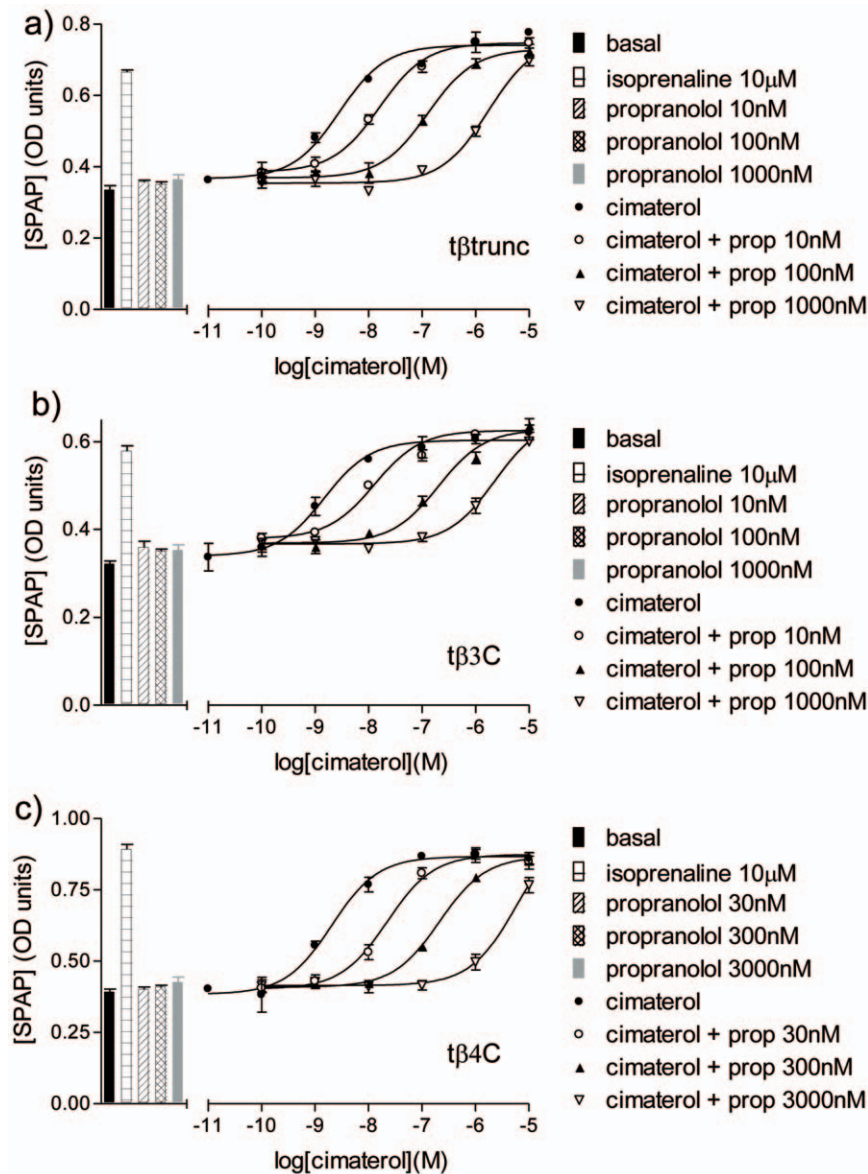 a)
[SPAP] (OD units)
0.8
0.6
0.4
0.2
0.0
-11 -10 -9 -8 -7 -6 -5
log[cimaterol](M)
tβtrunc
basal
isoprenaline 10μM
propranolol 10nM
propranolol 100nM
propranolol 1000nM
cimaterol
cimaterol + prop 10nM
cimaterol + prop 100nM
cimaterol + prop 1000nM
b)
[SPAP] (OD units)
0.6
0.4
0.2
0.0
-11 -10 -9 -8 -7 -6 -5
log[cimaterol](M)
tβ3C
basal
isoprenaline 10μM
propranolol 10nM
propranolol 100nM
propranolol 1000nM
cimaterol
cimaterol + prop 10nM
cimaterol + prop 100nM
cimaterol + prop 1000nM
c)
[SPAP] (OD units)
1.00
0.75
0.50
0.25
0.00
-11 -10 -9 -8 -7 -6 -5
log[cimaterol](M)
tβ4C
basal
isoprenaline 10μM
propranolol 30nM
propranolol 300nM
propranolol 3000nM
cimaterol
cimaterol + prop 30nM
cimaterol + prop 300nM
cimaterol + prop 3000nM